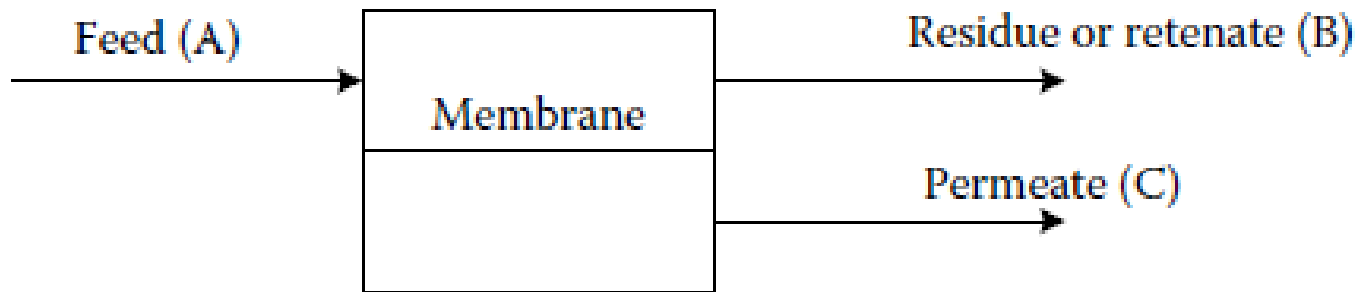 Feed (A)
Residue or retenate (B)
Membrane
Permeate (C)